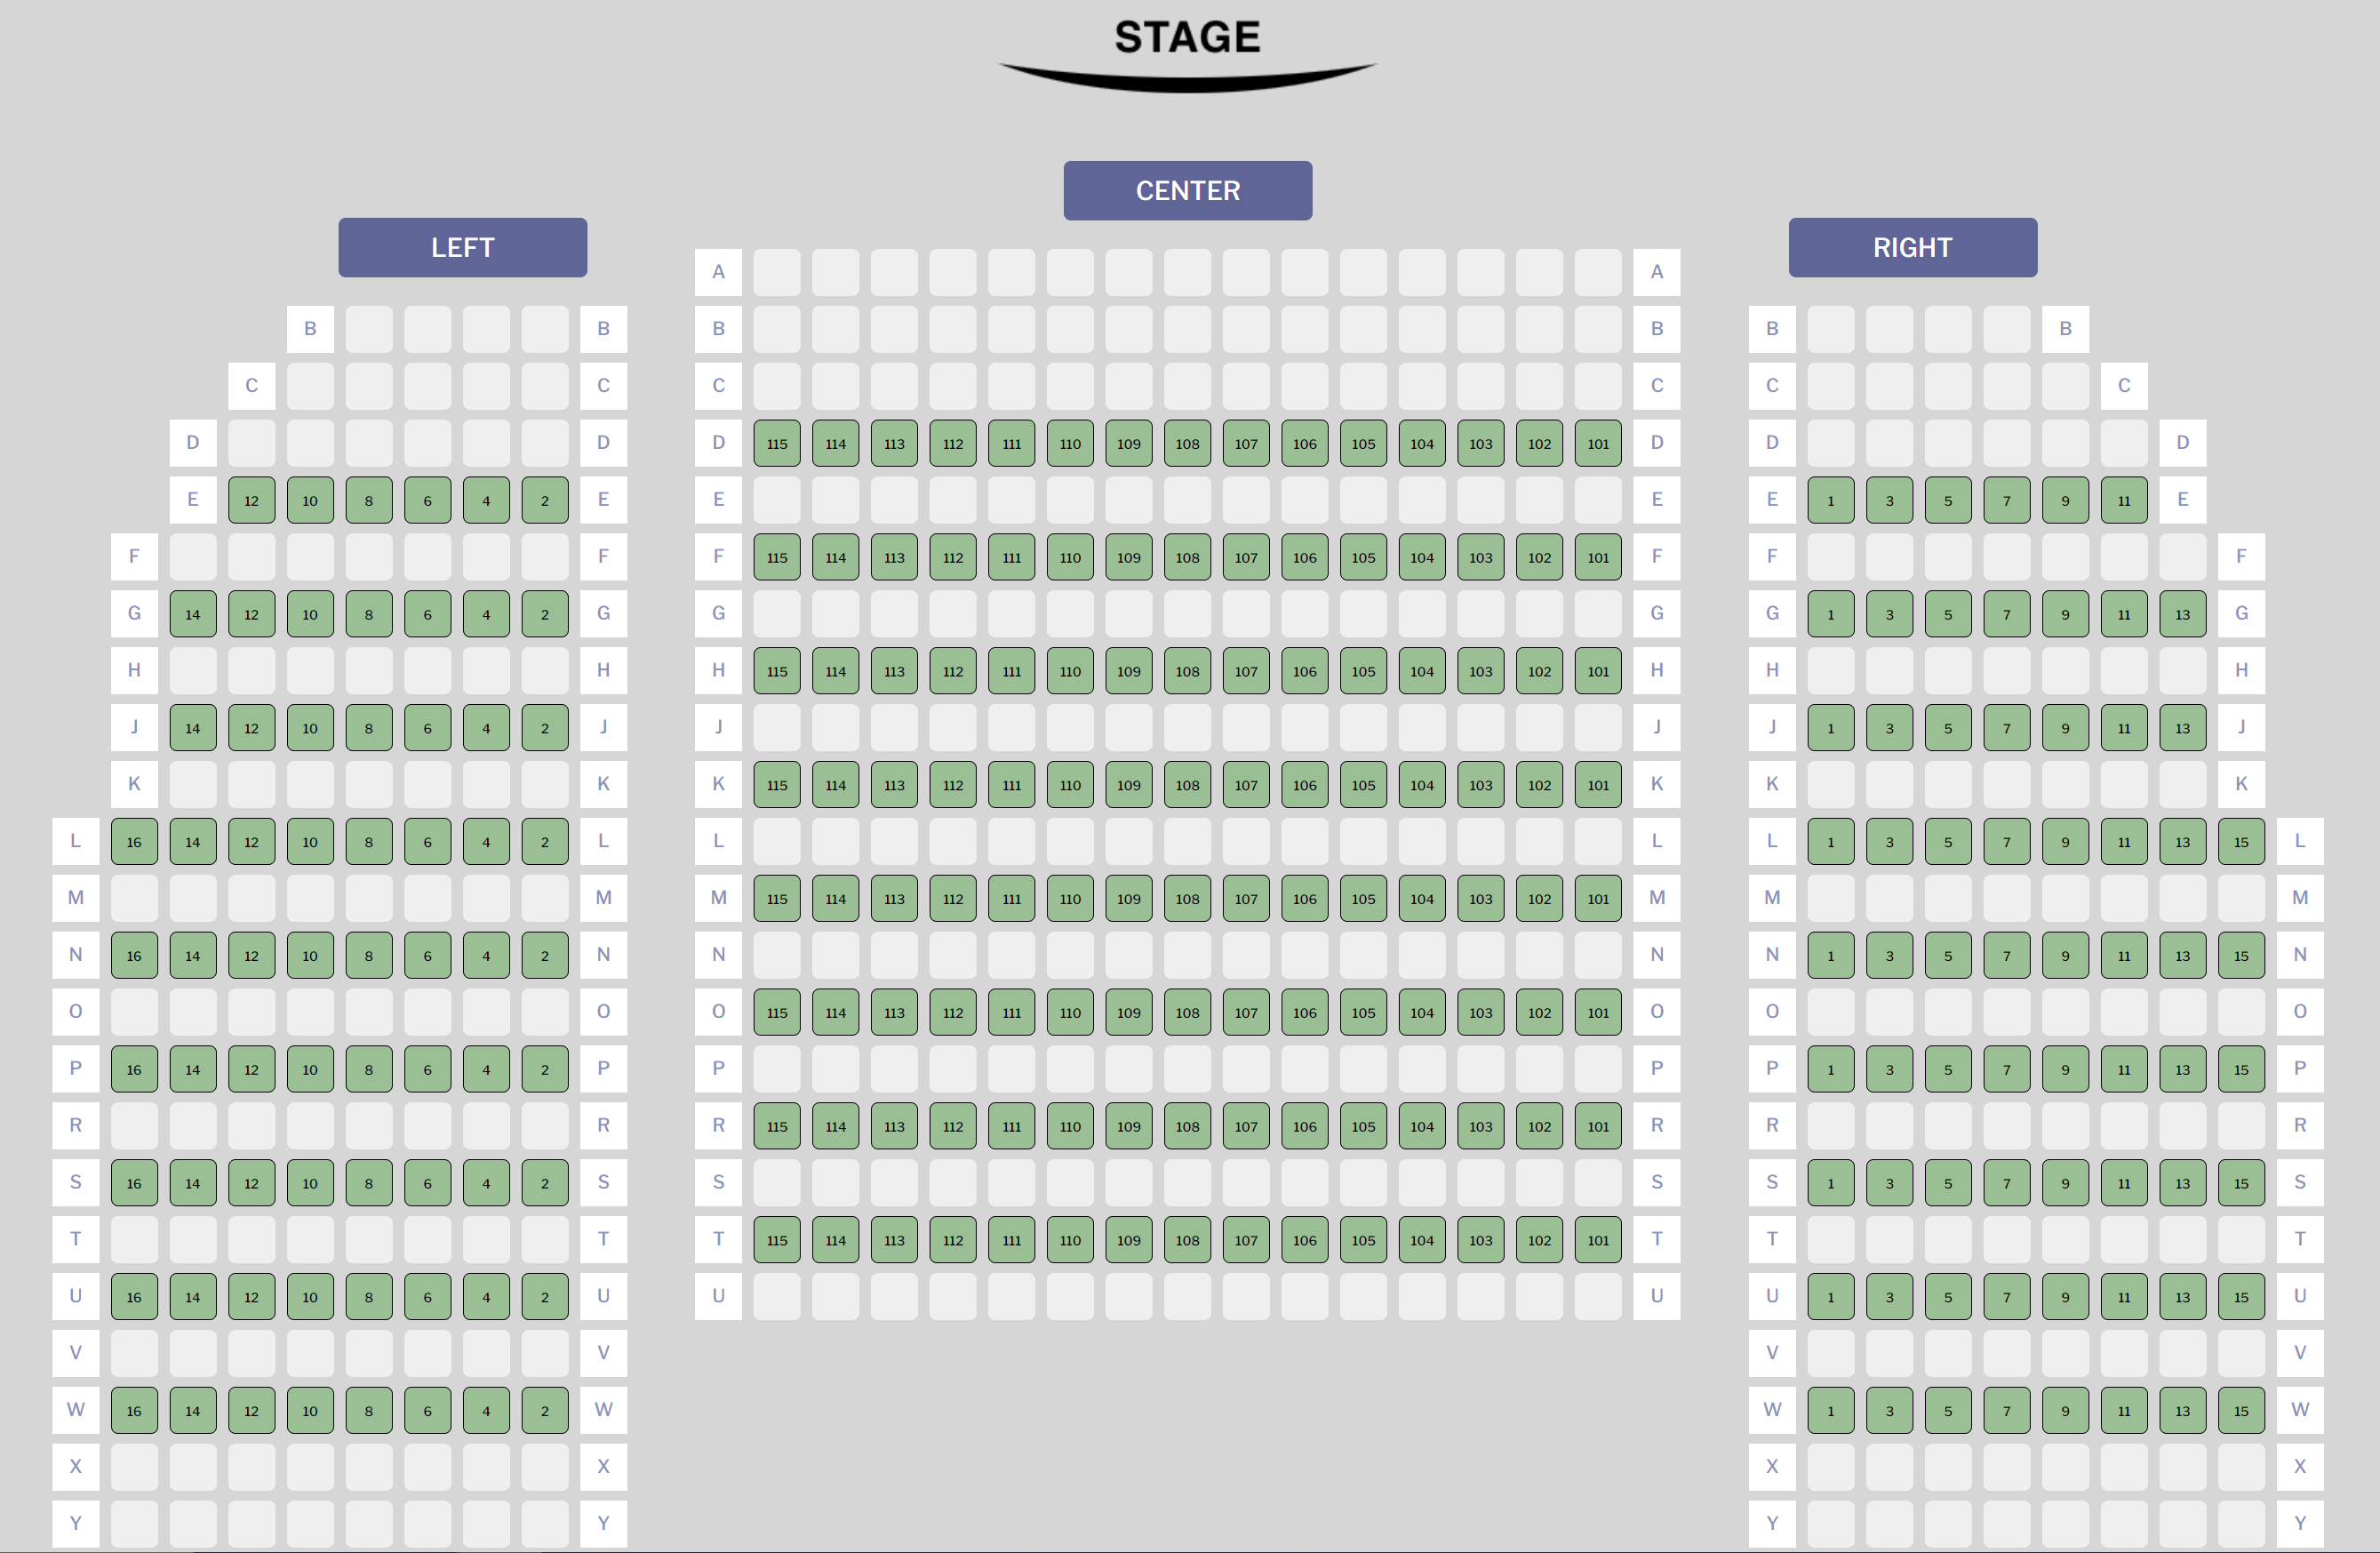 STAGE
CENTER
LEFT RIGHT
A A
B B B B B B
C C C C C C
D D D 115 114 113 112 111 110 109 108 107 106 105 104 103 102 101 D D D
E 12 10 8 6 4 2 E E E E 1 3 5 7 9 11 E
F F F 115 114 113 112 111 110 109 108 107 106 105 104 103 102 101 F F F
G 14 12 10 8 6 4 2 G G G G 1 3 5 7 9 11 13 G
H H H 115 114 113 112 111 110 109 108 107 106 105 104 103 102 101 H H H
J 14 12 10 8 6 4 2 J J J J 1 3 5 7 9 11 13 J
K K K 115 114 113 112 111 110 109 108 107 106 105 104 103 102 101 K K K
L 16 14 12 10 8 6 4 2 L L L L 1 3 5 7 9 11 13 15 L
M M M 115 114 113 112 111 110 109 108 107 106 105 104 103 102 101 M M M
N 16 14 12 10 8 6 4 2 N N N N 1 3 5 7 9 11 13 15 N
O O O 115 114 113 112 111 110 109 108 107 106 105 104 103 102 101 O O O
P 16 14 12 10 8 6 4 2 P P P P 1 3 5 7 9 11 13 15 P
R R R 115 114 113 112 111 110 109 108 107 106 105 104 103 102 101 R R R
S 16 14 12 10 8 6 4 2 S S S S 1 3 5 7 9 11 13 15 S
T T T 115 114 113 112 111 110 109 108 107 106 105 104 103 102 101 T T T
U 16 14 12 10 8 6 4 2 U U U U 1 3 5 7 9 11 13 15 U
V V V V
W 16 14 12 10 8 6 4 2 W W 1 3 5 7 9 11 13 15 W
X X X X
Y Y Y Y